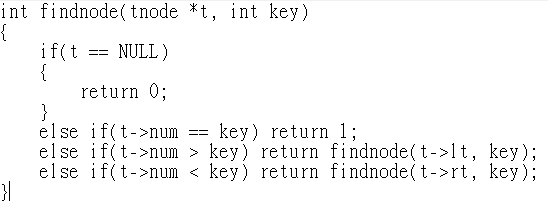 int findnode(tnode *t, int key)
{
    if(t == NULL)
    {
        return 0;
    }
    else if(t->num == key) return 1;
    else if(t->num > key) return findnode(t->lt, key);
    else if(t->num < key) return findnode(t->rt, key);
}